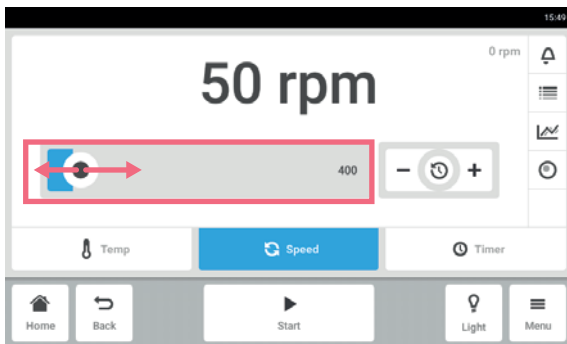 15:49
0 rpm
50 rpm
400
Temp
Speed
Timer
Home
Back
Start
Light
Menu